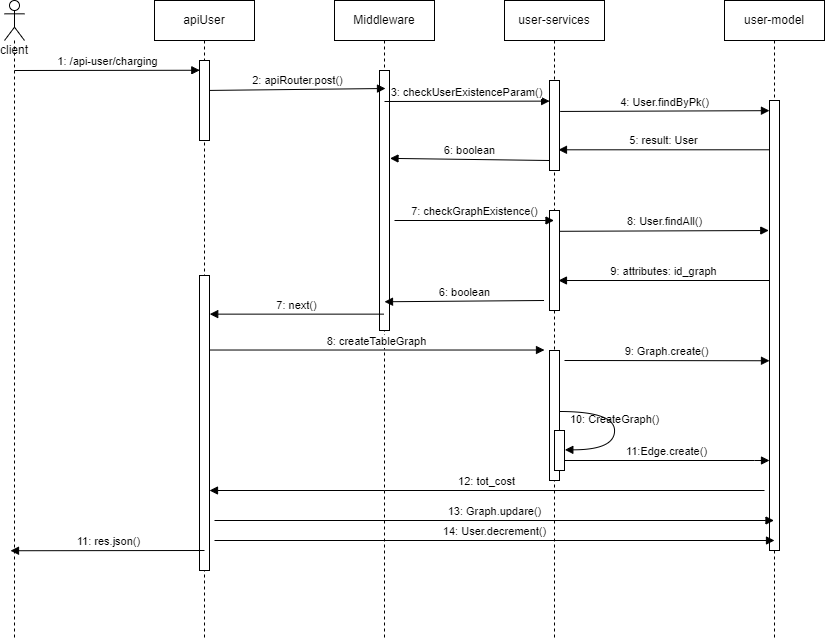 apiUser
Middleware
user-services
user-model
client
1: /api-user/charging
2: apiRouter.post()
3: checkUserExistenceParam()
4: User.findByPk()
5: result: User
6: boolean
7: checkGraphExistence()
8: User.findAll()
9: attributes: id_graph
6: boolean
7: next()
8: createTableGraph
9: Graph.create()
10: CreateGraph()
11:Edge.create()
12: tot_cost
13: Graph.updare()
14: User.decrement()
11: res.json()